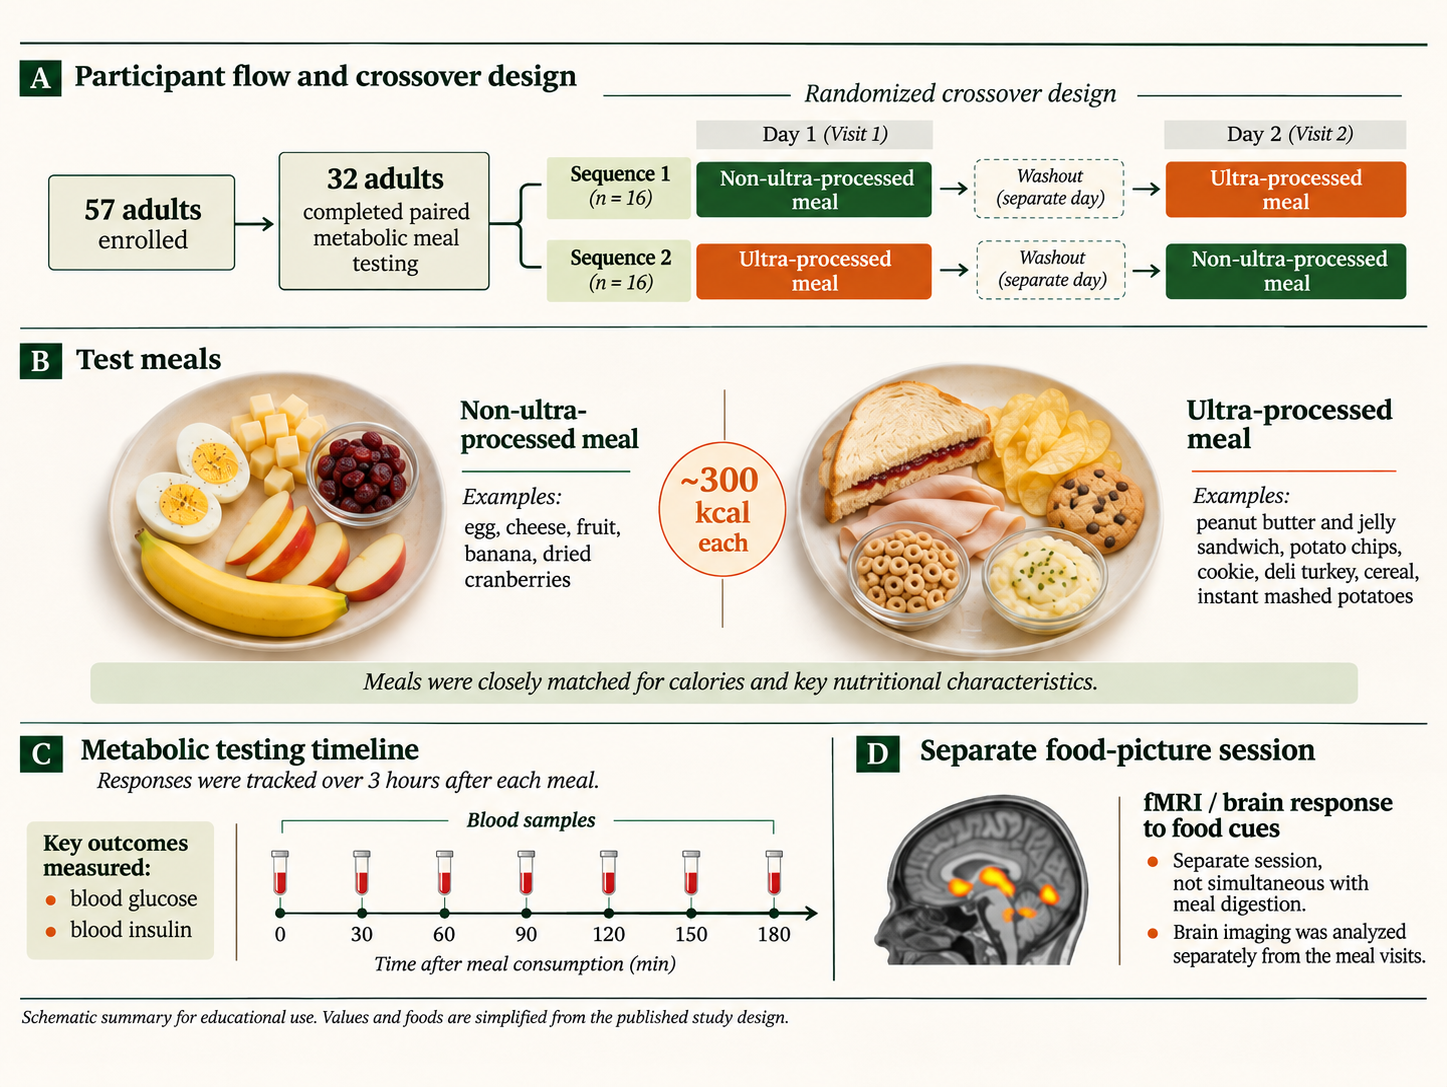 A Participant flow and crossover design
Randomized crossover design
Day 1 (Visit 1)
Day 2 (Visit 2)
57 adults
enrolled
32 adults
completed paired
metabolic meal
testing
Sequence 1
(n = 16)
Non-ultra-processed
meal
Washout
(separate day)
Ultra-processed
meal
Sequence 2
(n = 16)
Ultra-processed
meal
Washout
(separate day)
Non-ultra-processed
meal
B Test meals
Non-ultra-
processed meal
Examples:
egg, cheese, fruit,
banana, dried
cranberries
~300
kcal
each
Ultra-processed
meal
Examples:
peanut butter and jelly
sandwich, potato chips,
cookie, deli turkey, cereal,
instant mashed potatoes
Meals were closely matched for calories and key nutritional characteristics.
C Metabolic testing timeline
Responses were tracked over 3 hours after each meal.
Key outcomes
measured:
• blood glucose
• blood insulin
Blood samples
0 30 60 90 120 150 180
Time after meal consumption (min)
D Separate food-picture session
fMRI / brain response
to food cues
• Separate session,
not simultaneous with
meal digestion.
• Brain imaging was analyzed
separately from the meal visits.
Schematic summary for educational use. Values and foods are simplified from the published study design.